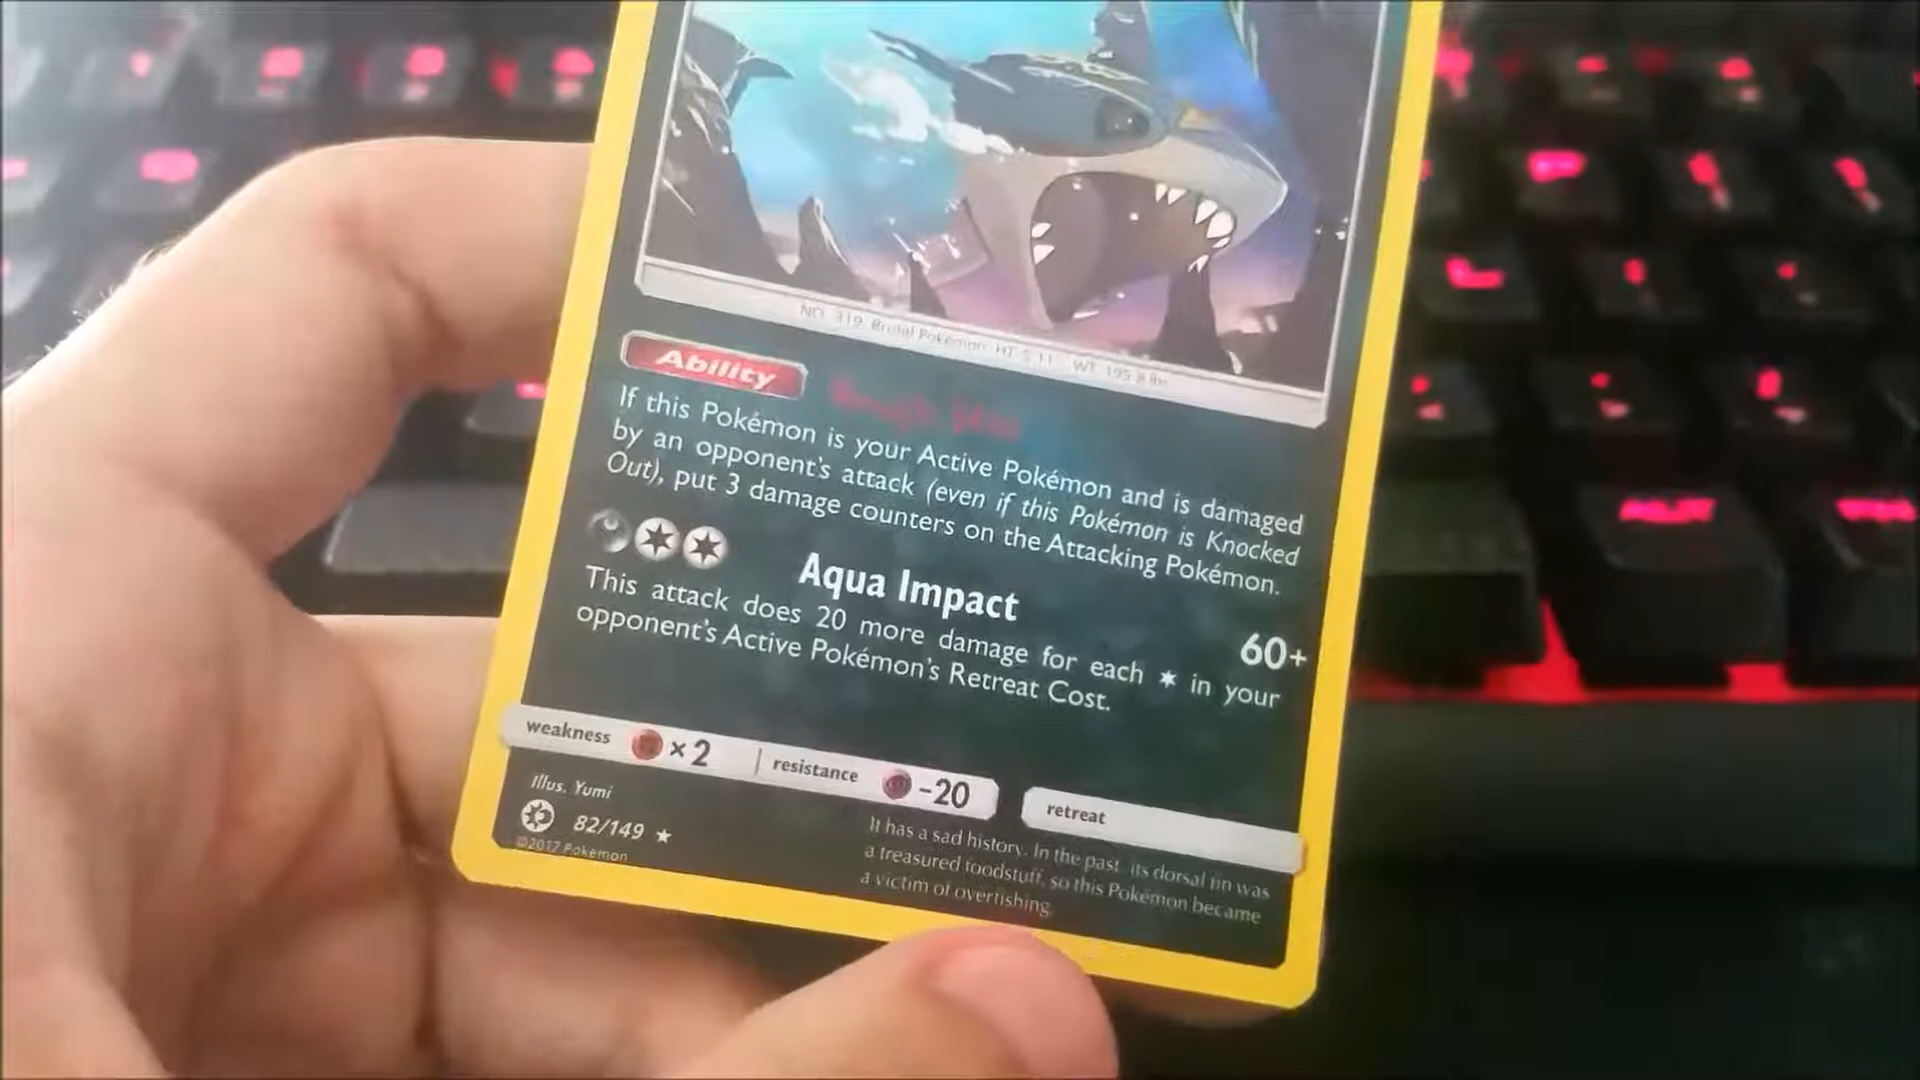 NO. 319 Brutal Pokémon HT 5'11" WT 195.8 lbs
Ability Rough Skin
If this Pokémon is your Active Pokémon and is damaged
by an opponent's attack (even if this Pokémon is Knocked
Out), put 3 damage counters on the Attacking Pokémon.
Aqua Impact 60+
This attack does 20 more damage for each ✶ in your
opponent's Active Pokémon's Retreat Cost.
weakness ×2 resistance -20 retreat
Illus. Yumi
82/149 ★
©2017 Pokémon
It has a sad history. In the past, its dorsal fin was
a treasured foodstuff, so this Pokémon became
a victim of overfishing.